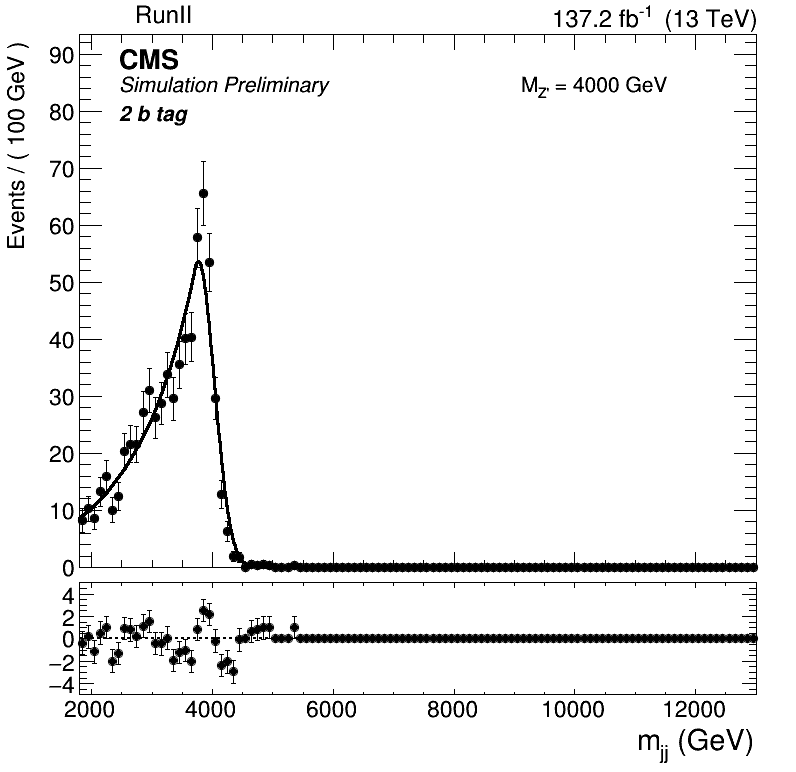 RunII 137.2 fb⁻¹ (13 TeV)
CMS
Simulation Preliminary
M_Z' = 4000 GeV
2 b tag
Events / ( 100 GeV )
90
80
70
60
50
40
30
20
10
0
4
2
0
−2
−4
2000 4000 6000 8000 10000 12000
m_jj (GeV)